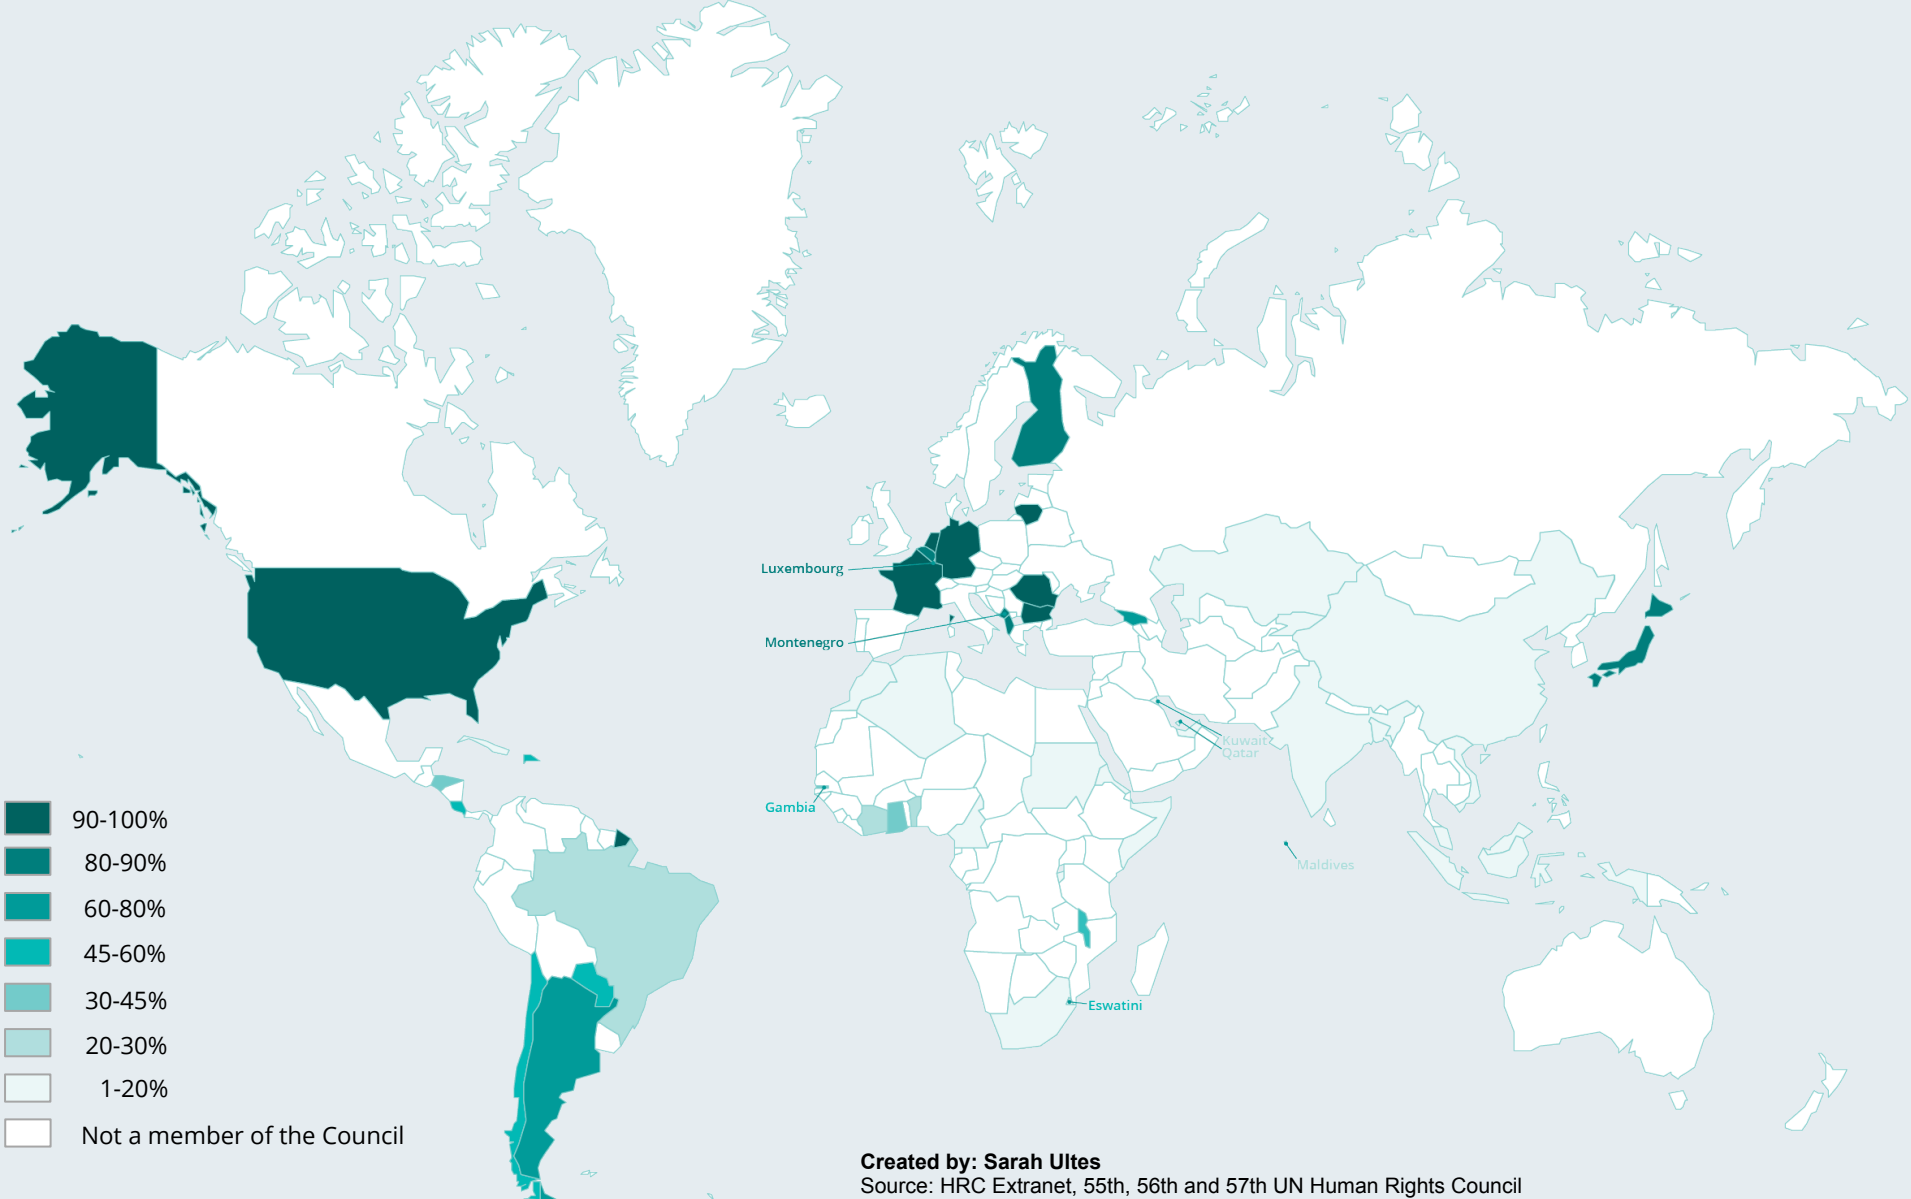 Luxembourg
Montenegro
Kuwait
Qatar
Gambia
Maldives
Eswatini
90-100%
80-90%
60-80%
45-60%
30-45%
20-30%
1-20%
Not a member of the Council
Created by: Sarah Ultes
Source: HRC Extranet, 55th, 56th and 57th UN Human Rights Council